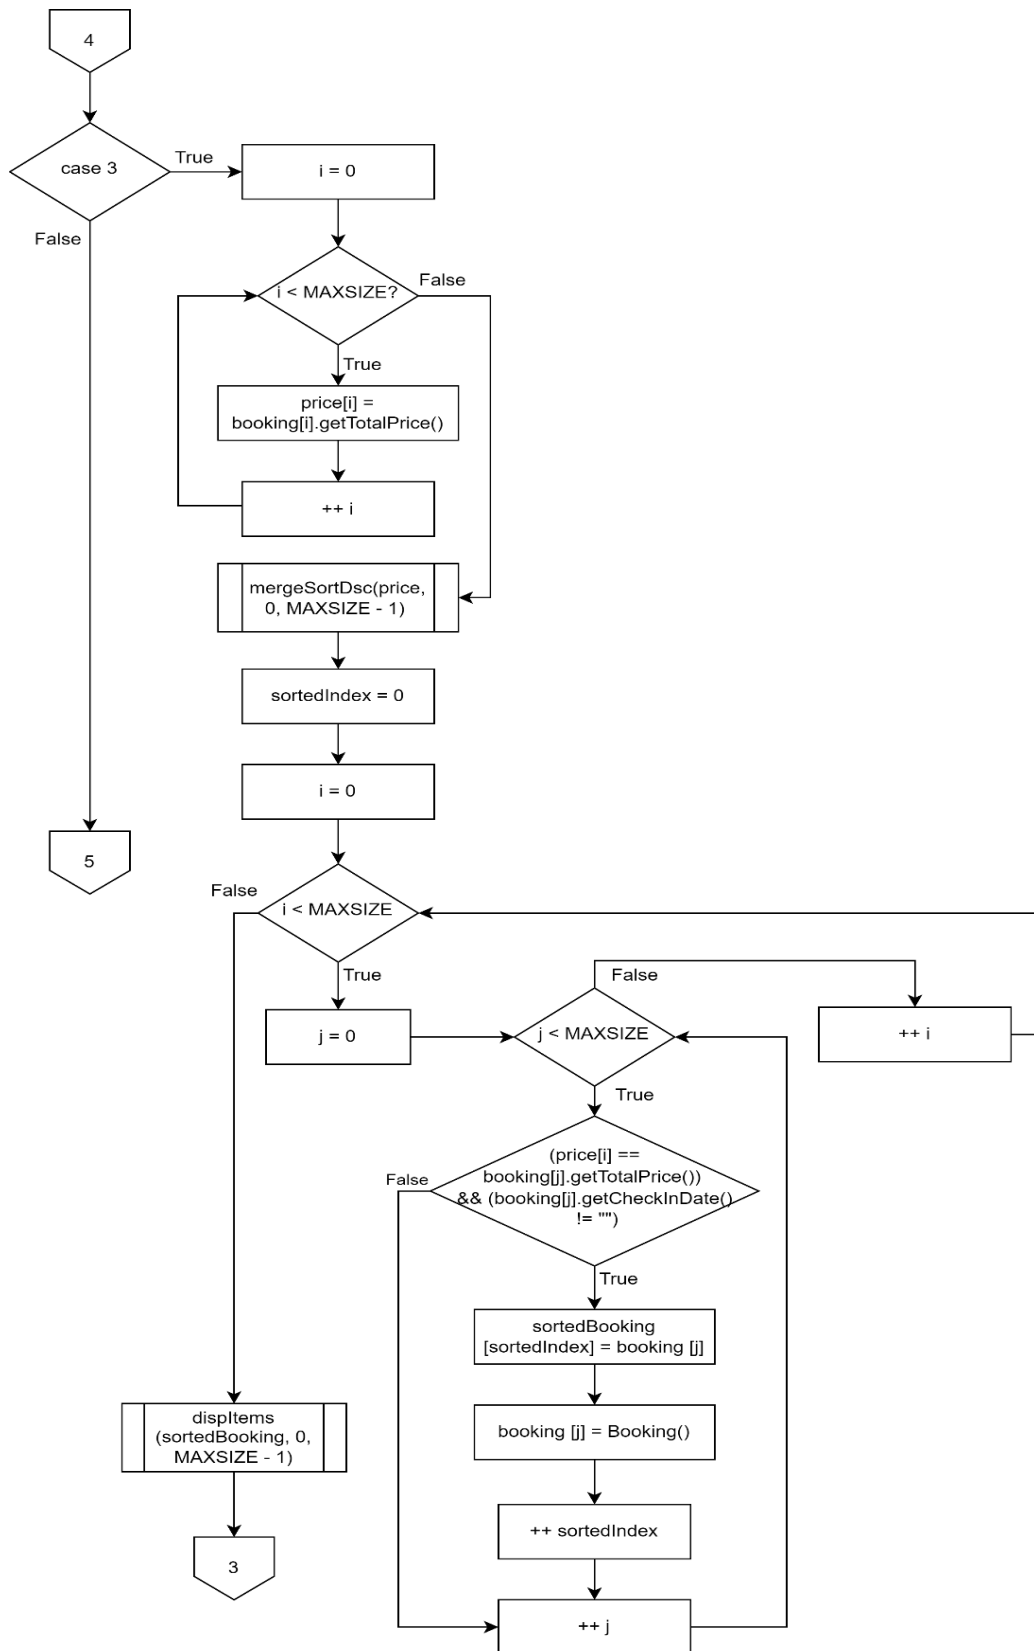 4
case 3
True
False
i = 0
i < MAXSIZE?
False
True
price[i] =
booking[i].getTotalPrice()
++ i
mergeSortDsc(price,
0, MAXSIZE - 1)
sortedIndex = 0
i = 0
5
False
i < MAXSIZE
True
j = 0
j < MAXSIZE
False
++ i
True
(price[i] ==
booking[j].getTotalPrice())
&& (booking[j].getCheckInDate()
!= "")
False
True
sortedBooking
[sortedIndex] = booking [j]
booking [j] = Booking()
++ sortedIndex
++ j
dispItems
(sortedBooking, 0,
MAXSIZE - 1)
3